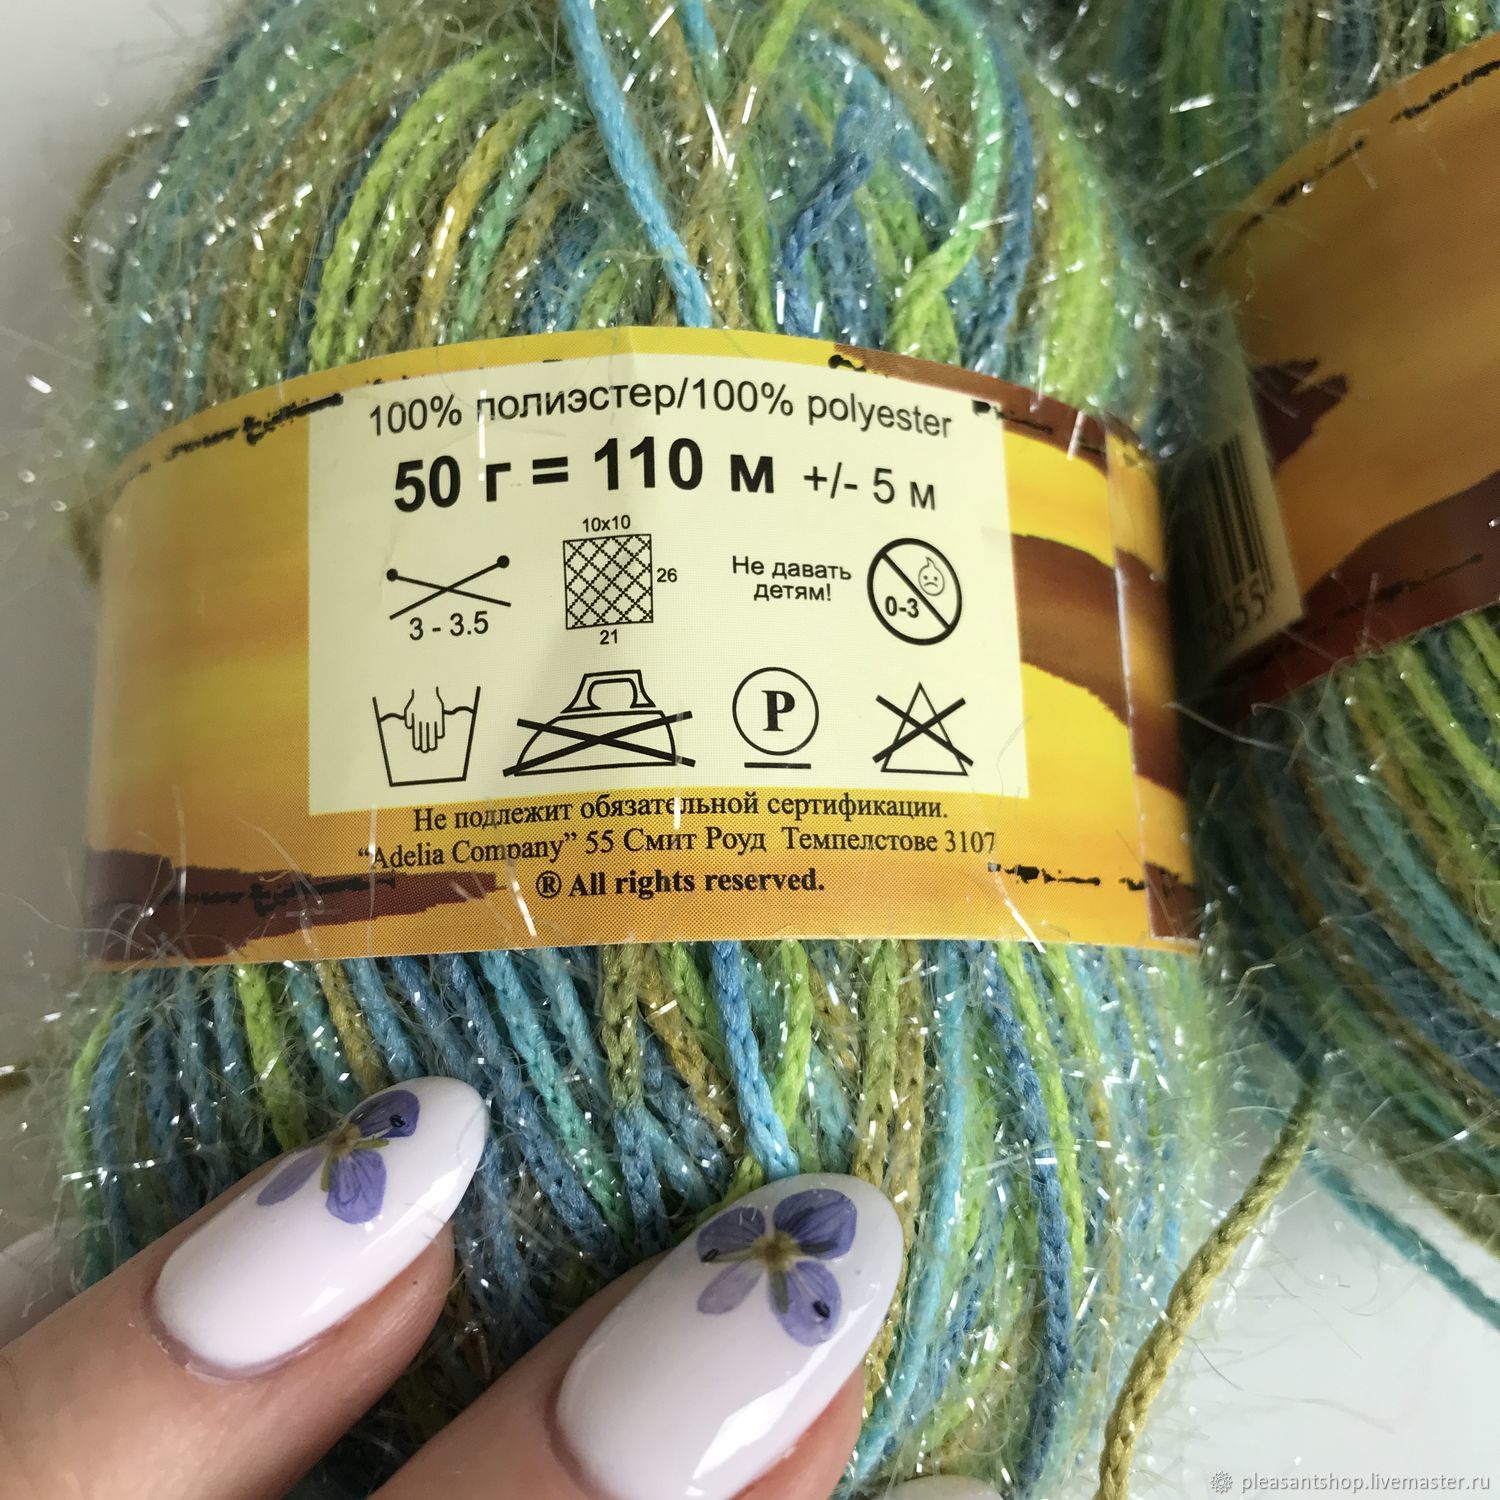 100% полиэстер/100% polyester
50 г = 110 м +/- 5 м
10x10
26
21
3 - 3.5
Не давать
детям!
0-3
P
Не подлежит обязательной сертификации.
“Adelia Company” 55 Смит Роуд Темпелстове 3107
® All rights reserved.
855
pleasantshop.livemaster.ru